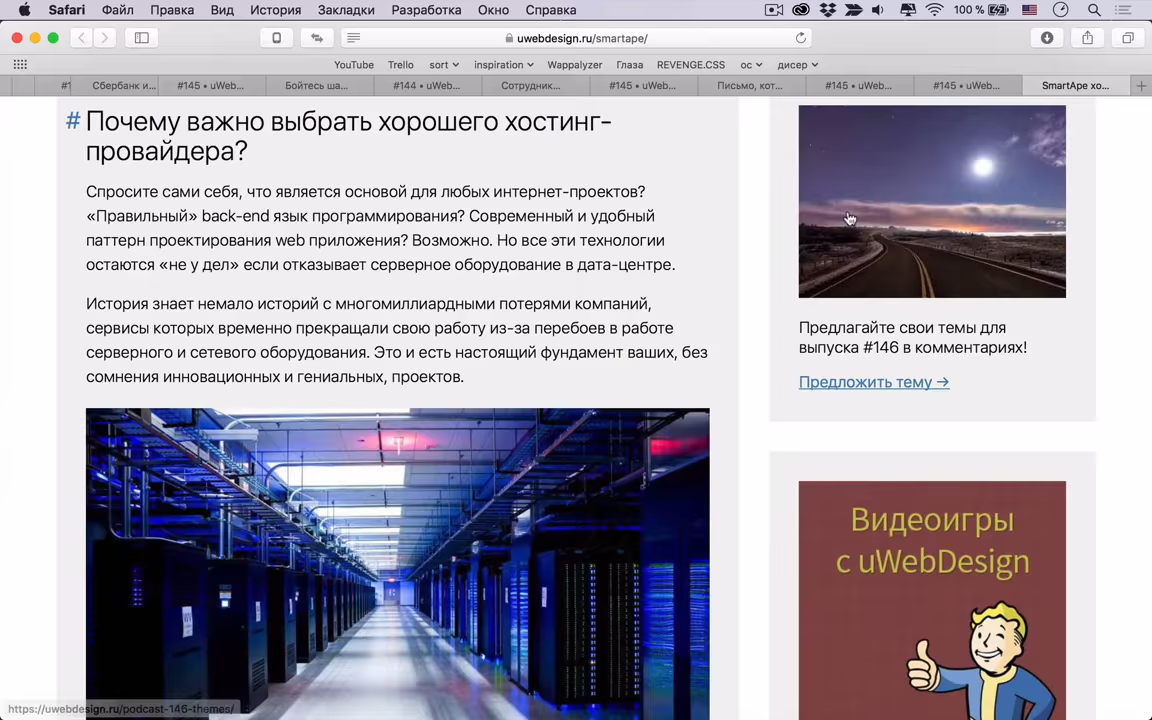 Safari Файл Правка Вид История Закладки Разработка Окно Справка 100 %
uwebdesign.ru/smartape/
YouTube Trello sort inspiration Wappalyzer Глаза REVENGE.CSS ос дисер
#1 Сбербанк и... #145 • uWeb... Бойтесь ша... #144 • uWeb... Сотрудник... #145 • uWeb... Письмо, кот... #145 • uWeb... #145 • uWeb... SmartApe хо...
# Почему важно выбрать хорошего хостинг-
провайдера?
Спросите сами себя, что является основой для любых интернет-проектов?
«Правильный» back-end язык программирования? Современный и удобный
паттерн проектирования web приложения? Возможно. Но все эти технологии
остаются «не у дел» если отказывает серверное оборудование в дата-центре.
История знает немало историй с многомиллиардными потерями компаний,
сервисы которых временно прекращали свою работу из-за перебоев в работе
серверного и сетевого оборудования. Это и есть настоящий фундамент ваших, без
сомнения инновационных и гениальных, проектов.
Предлагайте свои темы для
выпуска #146 в комментариях!
Предложить тему →
Видеоигры
с uWebDesign
https://uwebdesign.ru/podcast-146-themes/